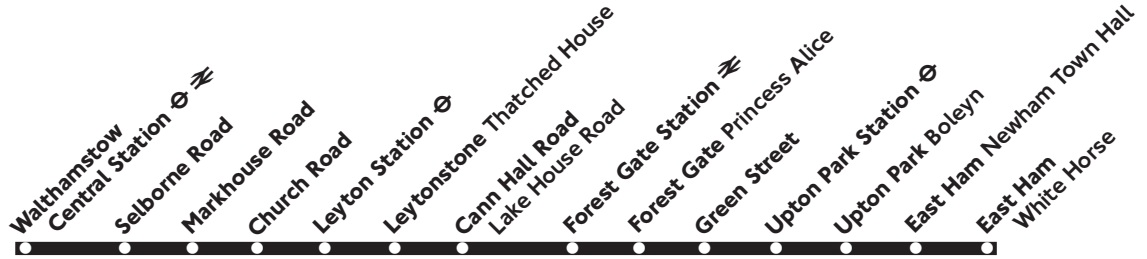 Walthamstow
Central Station
Selborne Road
Markhouse Road
Church Road
Leyton Station
Leytonstone Thatched House
Cann Hall Road
Lake House Road
Forest Gate Station
Forest Gate Princess Alice
Green Street
Upton Park Station
Upton Park Boleyn
East Ham Newham Town Hall
East Ham
White Horse